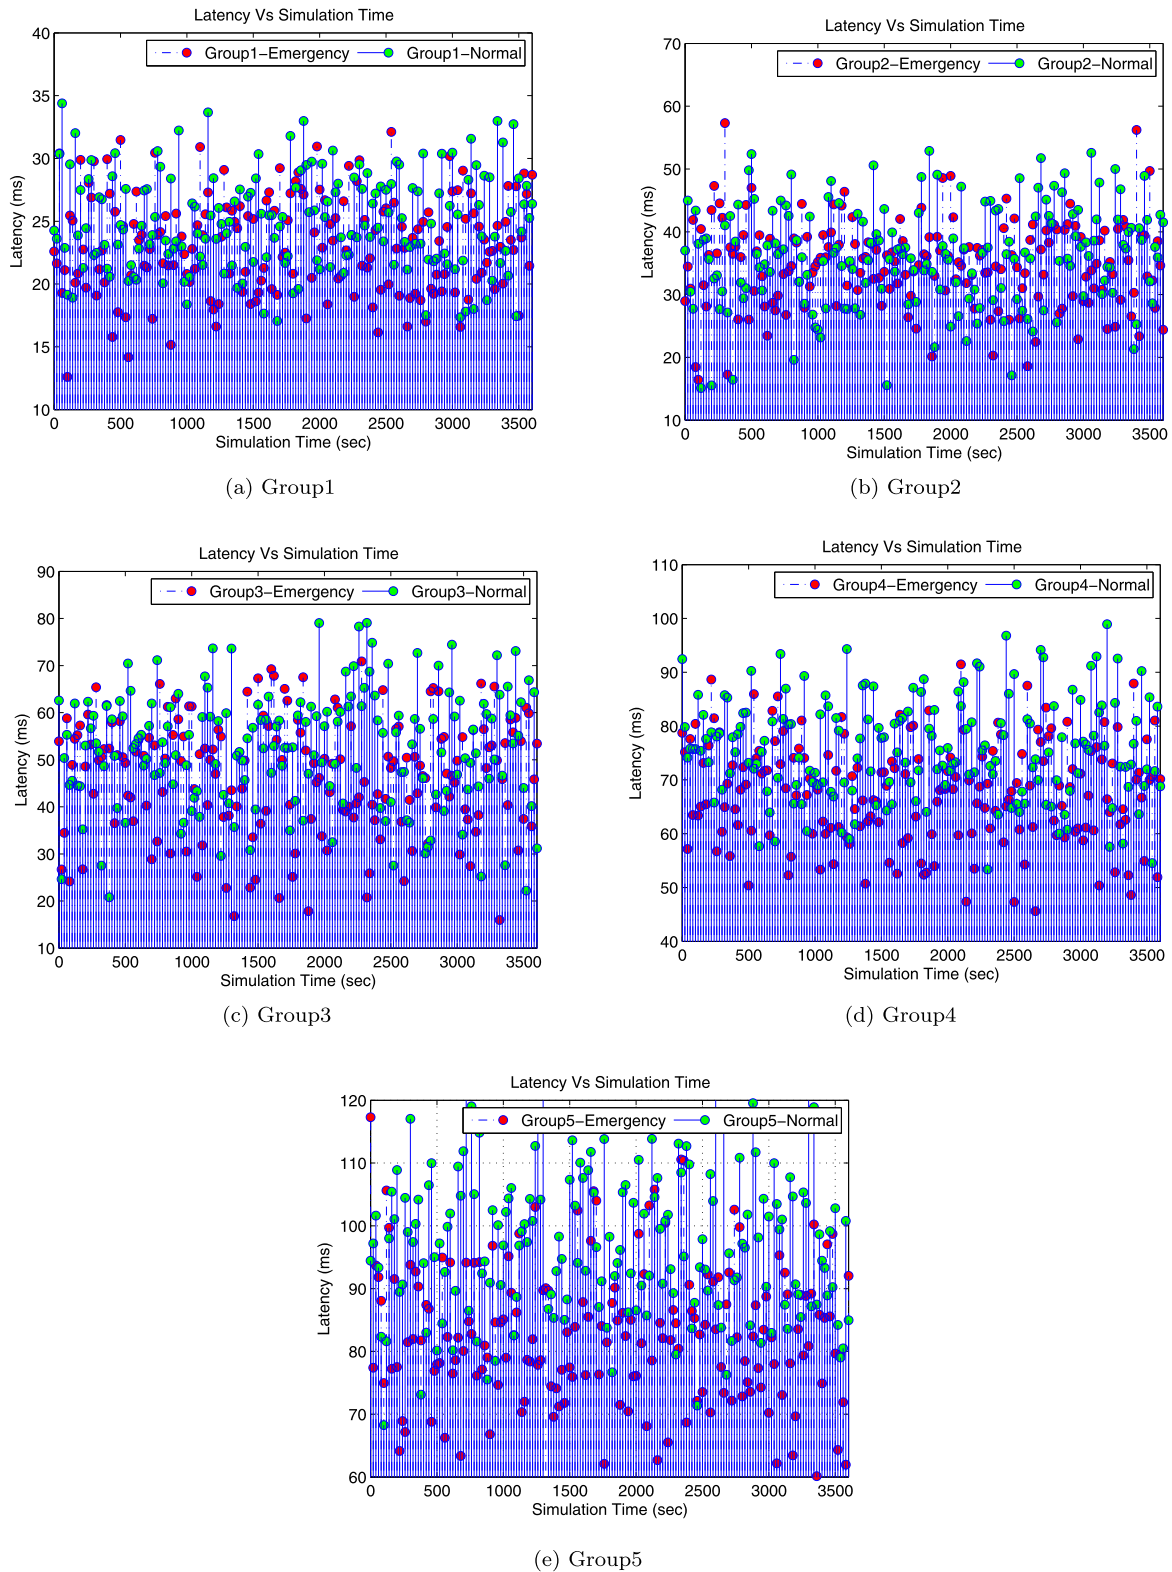 Latency Vs Simulation Time
40
35
30
25
20
15
10
Latency (ms)
Group1−Emergency Group1−Normal
0 500 1000 1500 2000 2500 3000 3500
Simulation Time (sec)
(a) Group1
Latency Vs Simulation Time
70
60
50
40
30
20
10
Latency (ms)
Group2−Emergency Group2−Normal
0 500 1000 1500 2000 2500 3000 3500
Simulation Time (sec)
(b) Group2
Latency Vs Simulation Time
90
80
70
60
50
40
30
20
10
Latency (ms)
Group3−Emergency Group3−Normal
0 500 1000 1500 2000 2500 3000 3500
Simulation Time (sec)
(c) Group3
Latency Vs Simulation Time
110
100
90
80
70
60
50
40
Latency (ms)
Group4−Emergency Group4−Normal
0 500 1000 1500 2000 2500 3000 3500
Simulation Time (sec)
(d) Group4
Latency Vs Simulation Time
120
110
100
90
80
70
60
Latency (ms)
Group5−Emergency Group5−Normal
0 500 1000 1500 2000 2500 3000 3500
Simulation Time (sec)
(e) Group5